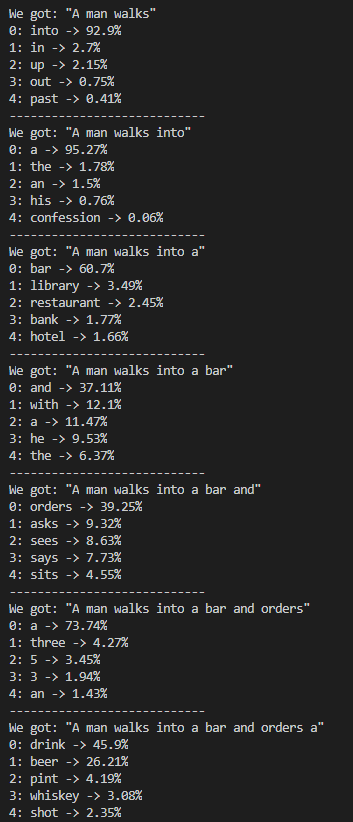 We got: "A man walks"
0: into -> 92.9%
1: in -> 2.7%
2: up -> 2.15%
3: out -> 0.75%
4: past -> 0.41%
----------------------------
We got: "A man walks into"
0: a -> 95.27%
1: the -> 1.78%
2: an -> 1.5%
3: his -> 0.76%
4: confession -> 0.06%
----------------------------
We got: "A man walks into a"
0: bar -> 60.7%
1: library -> 3.49%
2: restaurant -> 2.45%
3: bank -> 1.77%
4: hotel -> 1.66%
----------------------------
We got: "A man walks into a bar"
0: and -> 37.11%
1: with -> 12.1%
2: a -> 11.47%
3: he -> 9.53%
4: the -> 6.37%
----------------------------
We got: "A man walks into a bar and"
0: orders -> 39.25%
1: asks -> 9.32%
2: sees -> 8.63%
3: says -> 7.73%
4: sits -> 4.55%
----------------------------
We got: "A man walks into a bar and orders"
0: a -> 73.74%
1: three -> 4.27%
2: 5 -> 3.45%
3: 3 -> 1.94%
4: an -> 1.43%
----------------------------
We got: "A man walks into a bar and orders a"
0: drink -> 45.9%
1: beer -> 26.21%
2: pint -> 4.19%
3: whiskey -> 3.08%
4: shot -> 2.35%